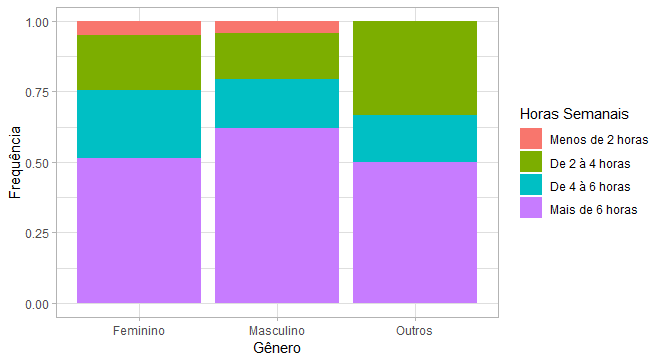 1.00
0.75
0.50
0.25
0.00
Frequência
Feminino
Masculino
Outros
Gênero
Horas Semanais
Menos de 2 horas
De 2 à 4 horas
De 4 à 6 horas
Mais de 6 horas